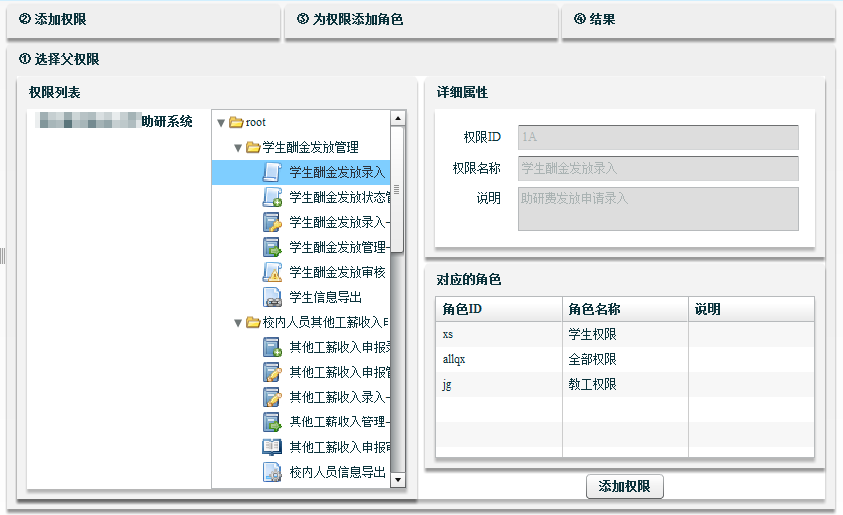 ② 添加权限
③ 为权限添加角色
④ 结果
① 选择父权限
权限列表
助研系统
root
学生酬金发放管理
学生酬金发放录入
学生酬金发放状态管
学生酬金发放录入-
学生酬金发放管理-
学生酬金发放审核
学生信息导出
校内人员其他工薪收入
其他工薪收入申报录
其他工薪收入申报管
其他工薪收入录入-
其他工薪收入管理-
其他工薪收入申报审
校内人员信息导出
详细属性
权限ID 1A
权限名称 学生酬金发放录入
说明 助研费发放申请录入
对应的角色
角色ID 角色名称 说明
xs 学生权限
allqx 全部权限
jg 教工权限
添加权限